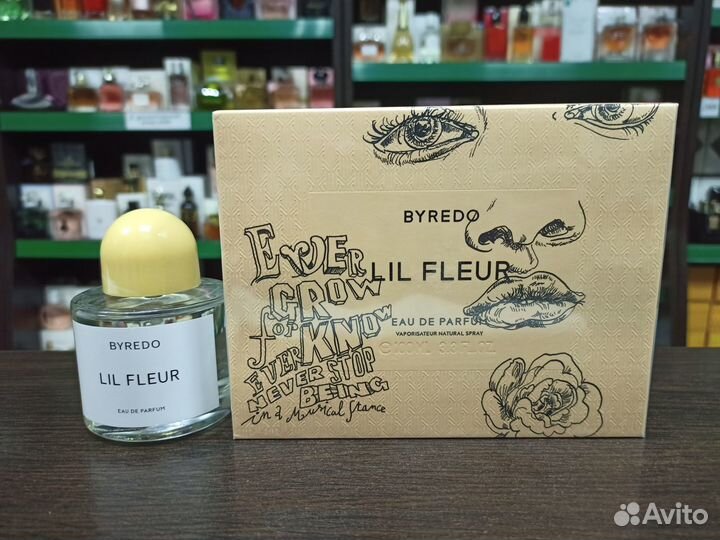 BYREDO
LIL FLEUR
EAU DE PARFUM
BYREDO
LIL FLEUR
EAU DE PARFUM
VAPORISATEUR NATURAL SPRAY
EVER
GROW
for
EVER KNOW
NEVER STOP
BEING
in a Musical Stance
Avito